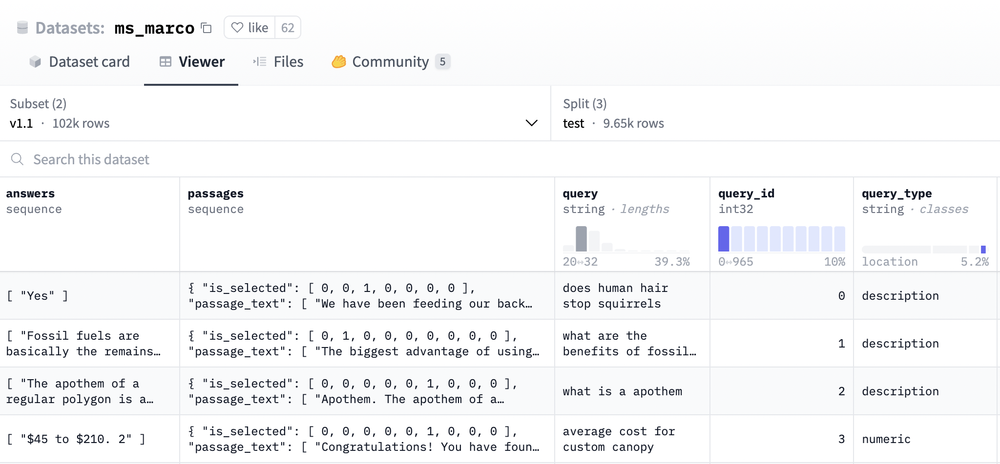 Datasets: ms_marco like 62
Dataset card Viewer Files Community 5
Subset (2)
v1.1 · 102k rows
Split (3)
test · 9.65k rows
Search this dataset
answers
sequence
passages
sequence
query
string · lengths
20↔32 39.3%
query_id
int32
0↔965 10%
query_type
string · classes
location 5.2%
[ "Yes" ]
{ "is_selected": [ 0, 0, 1, 0, 0, 0, 0 ],
"passage_text": [ "We have been feeding our back…
does human hair
stop squirrels
0
description
[ "Fossil fuels are
basically the remains…
{ "is_selected": [ 0, 1, 0, 0, 0, 0, 0, 0, 0 ],
"passage_text": [ "The biggest advantage of using…
what are the
benefits of fossil…
1
description
[ "The apothem of a
regular polygon is a…
{ "is_selected": [ 0, 0, 0, 0, 0, 1, 0, 0, 0 ],
"passage_text": [ "Apothem. The apothem of a…
what is a apothem
2
description
[ "$45 to $210. 2" ]
{ "is_selected": [ 0, 0, 0, 0, 0, 1, 0, 0, 0 ],
"passage_text": [ "Congratulations! You have foun…
average cost for
custom canopy
3
numeric